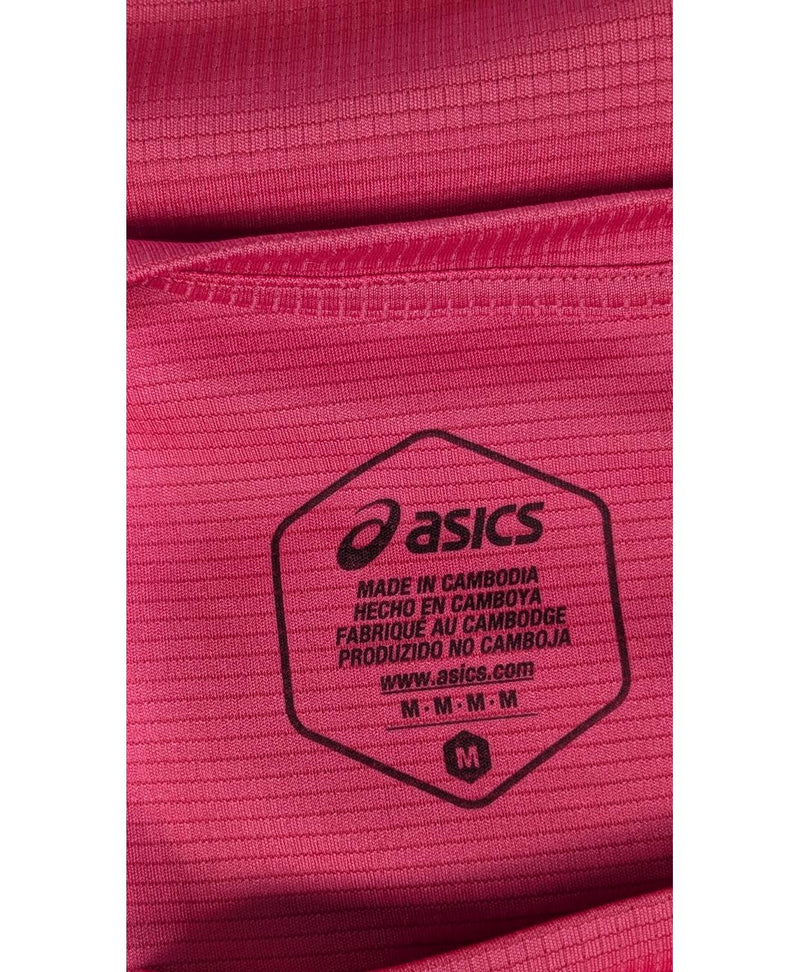 asics
MADE IN CAMBODIA
HECHO EN CAMBOYA
FABRIQUÉ AU CAMBODGE
PRODUZIDO NO CAMBOJA
www.asics.com
M·M·M·M
M